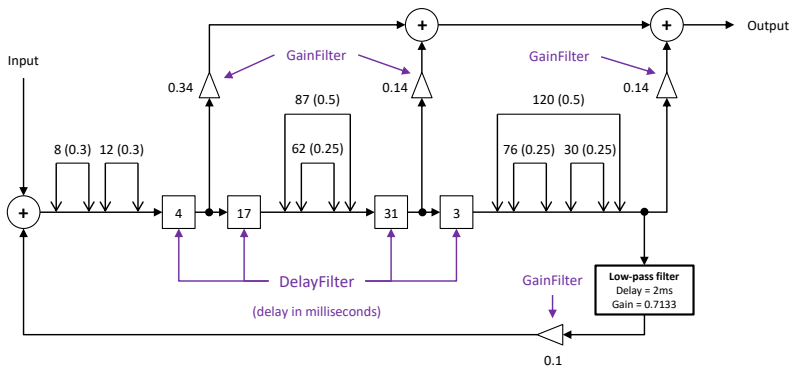 Output
Input
GainFilter
GainFilter
0.34
0.14
0.14
87 (0.5)
120 (0.5)
8 (0.3)
12 (0.3)
62 (0.25)
76 (0.25)
30 (0.25)
+
+
+
4
17
31
3
DelayFilter
(delay in milliseconds)
GainFilter
Low-pass filter
Delay = 2ms
Gain = 0.7133
0.1